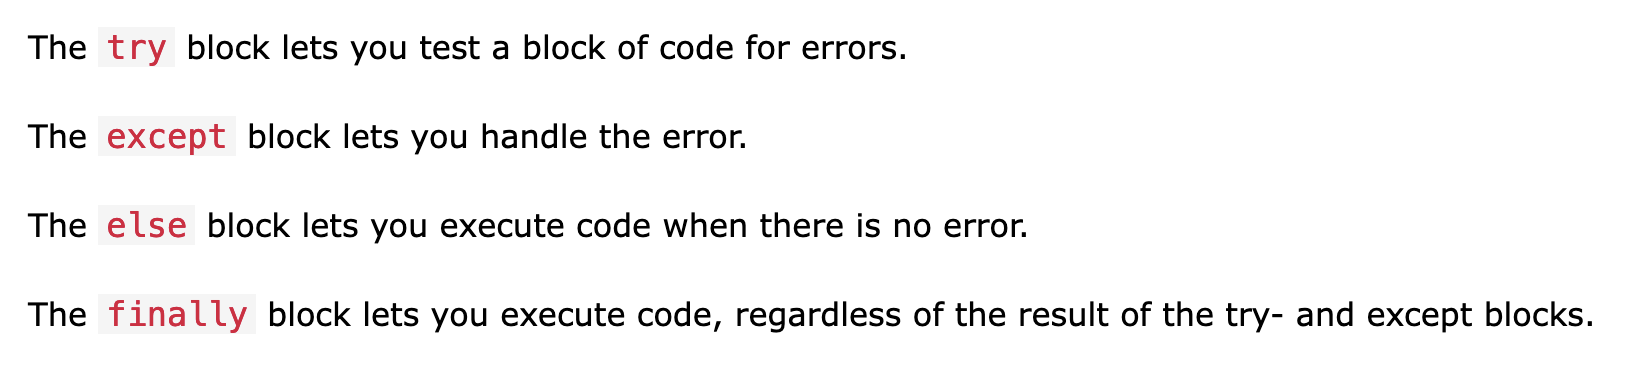 The try block lets you test a block of code for errors.
The except block lets you handle the error.
The else block lets you execute code when there is no error.
The finally block lets you execute code, regardless of the result of the try- and except blocks.